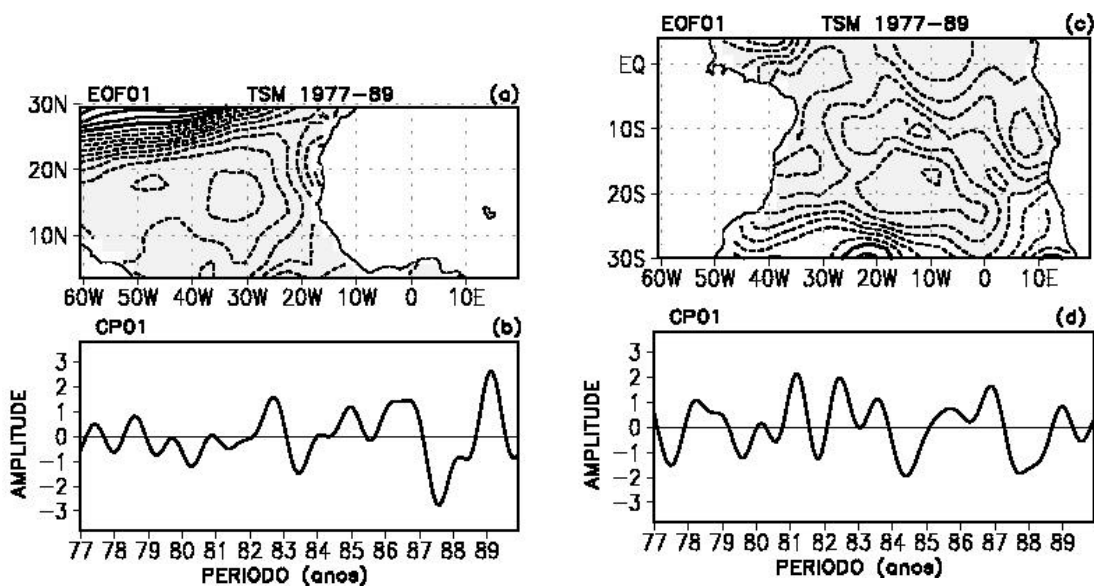 EOF01 TSM 1977-89 (a)
30N
20N
10N
60W 50W 40W 30W 20W 10W 0 10E
CP01 (b)
AMPLITUDE
3
2
1
0
-1
-2
-3
77 78 79 80 81 82 83 84 85 86 87 88 89
PERIODO (anos)
EOF01 TSM 1977-89 (c)
EQ
10S
20S
30S
60W 50W 40W 30W 20W 10W 0 10E
CP01 (d)
AMPLITUDE
3
2
1
0
-1
-2
-3
77 78 79 80 81 82 83 84 85 86 87 88 89
PERIODO (anos)